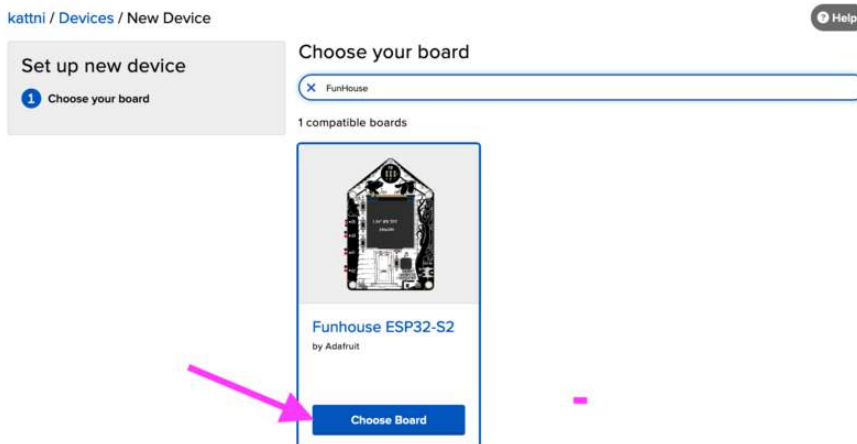 kattni / Devices / New Device
Help
Set up new device
1 Choose your board
Choose your board
FunHouse
1 compatible boards
Funhouse ESP32-S2
by Adafruit
Choose Board